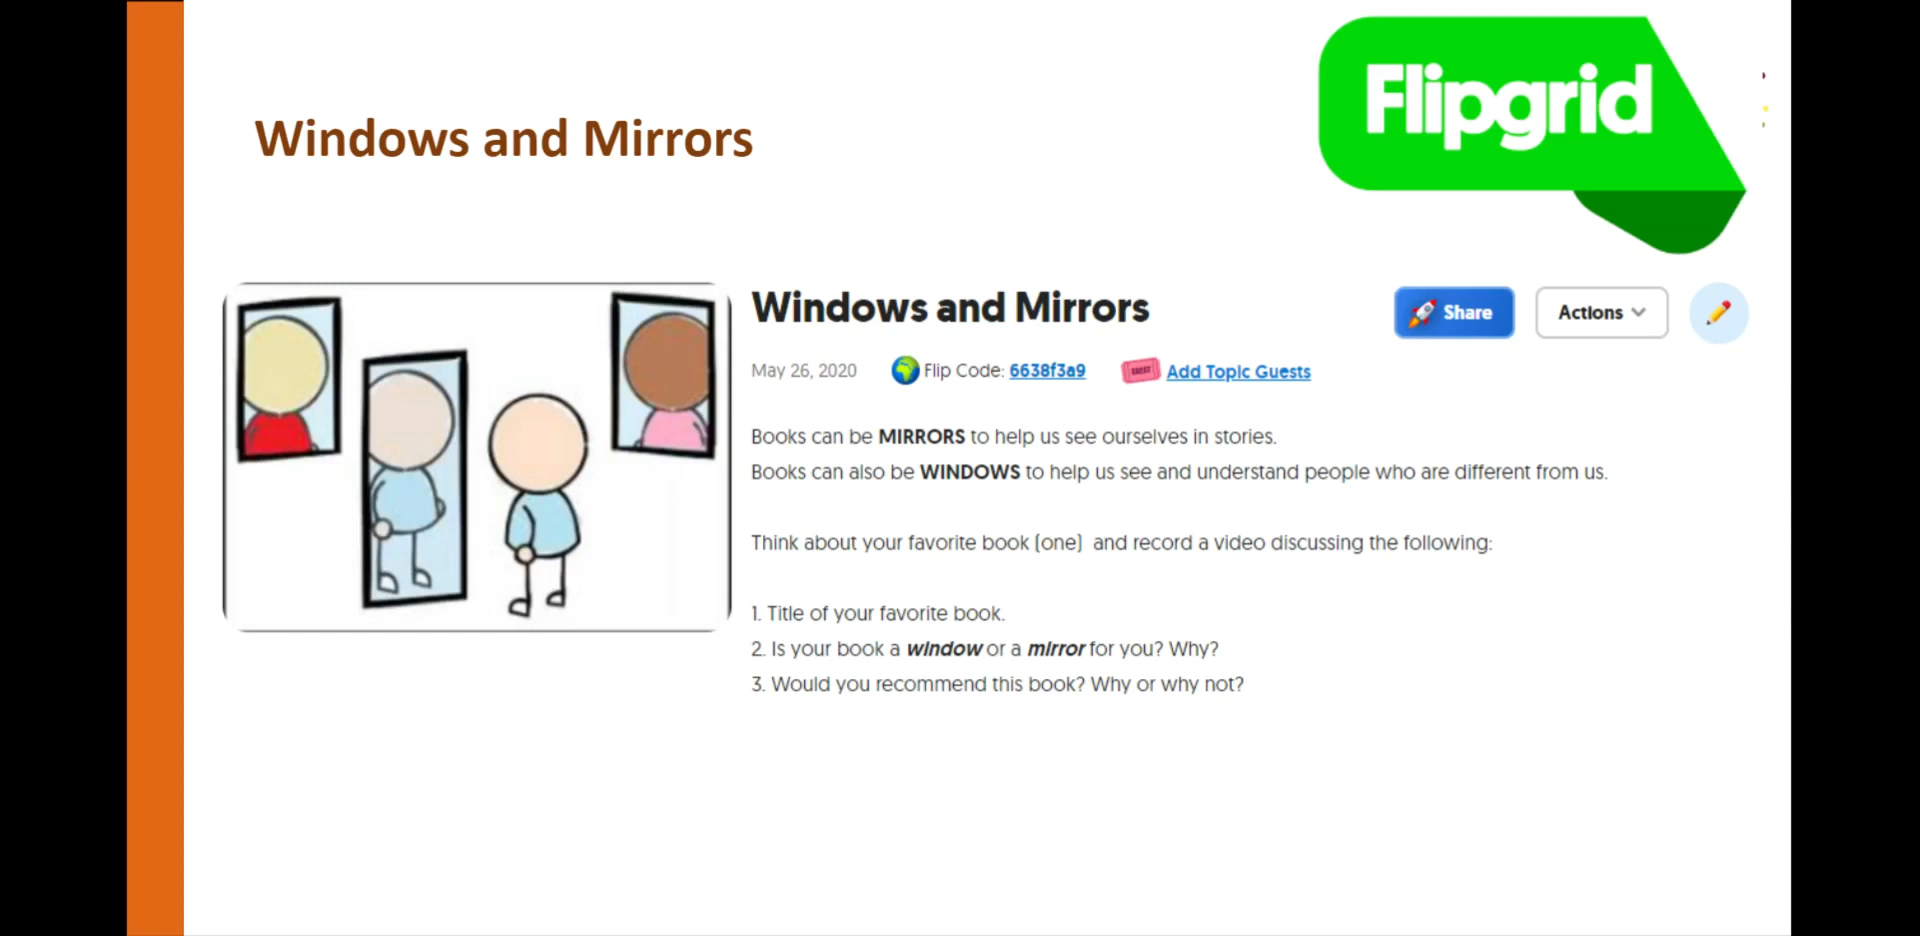 Flipgrid
Windows and Mirrors
Windows and Mirrors
Share
Actions
May 26, 2020 Flip Code: 6638f3a9 Add Topic Guests
Books can be MIRRORS to help us see ourselves in stories.
Books can also be WINDOWS to help us see and understand people who are different from us.
Think about your favorite book (one) and record a video discussing the following:
1. Title of your favorite book.
2. Is your book a window or a mirror for you? Why?
3. Would you recommend this book? Why or why not?